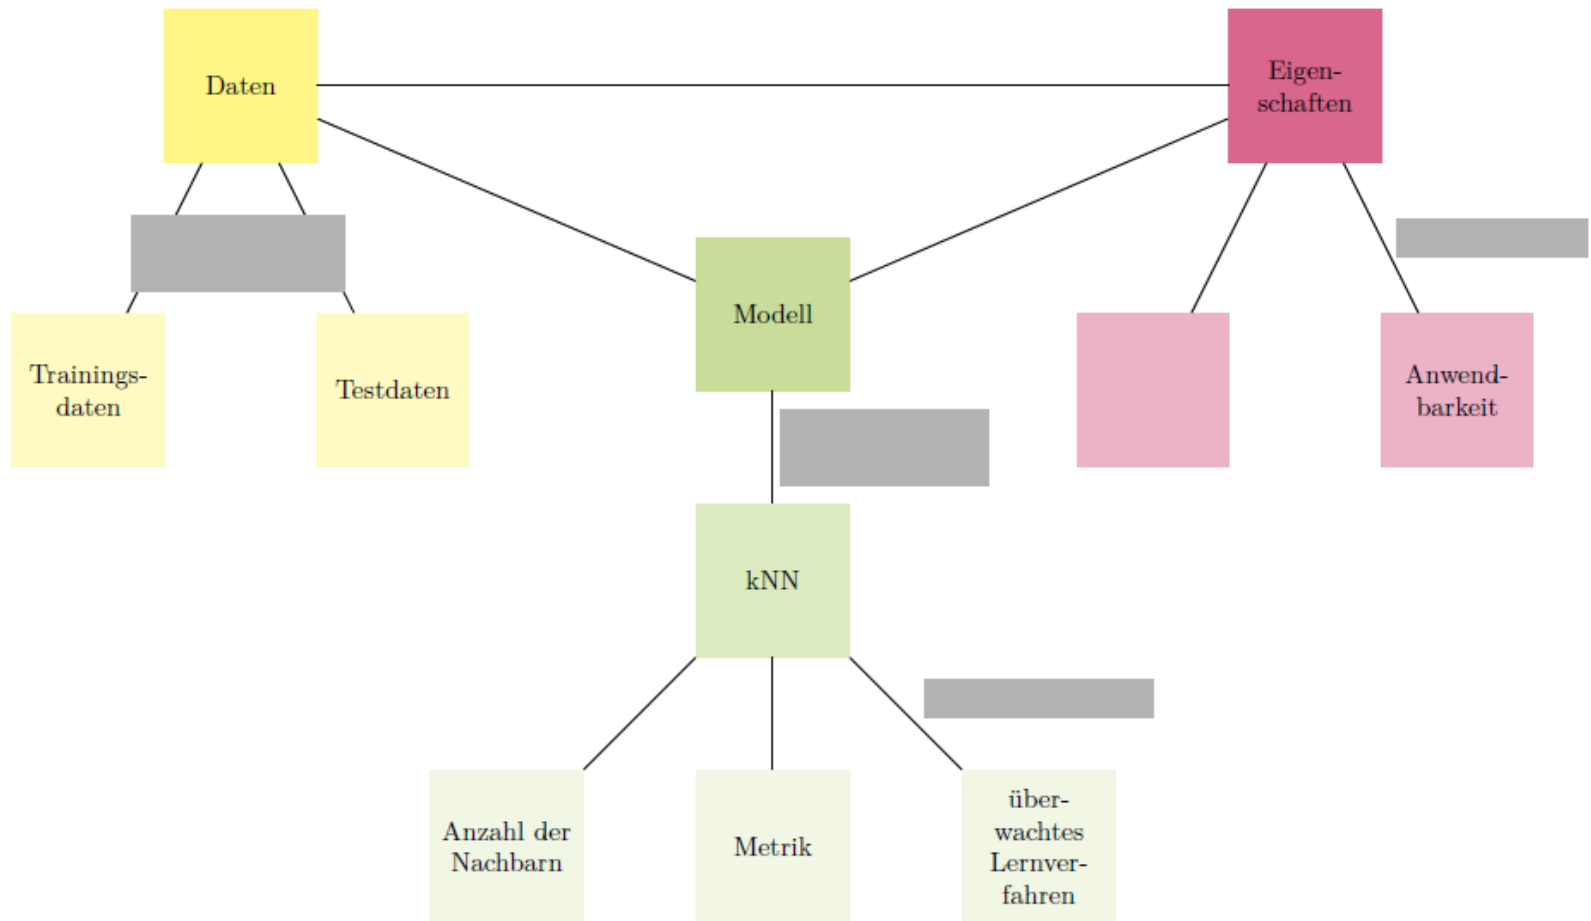 Daten
Eigen-
schaften
Modell
Trainings-
daten
Testdaten
Anwend-
barkeit
kNN
Anzahl der
Nachbarn
Metrik
über-
wachtes
Lernver-
fahren